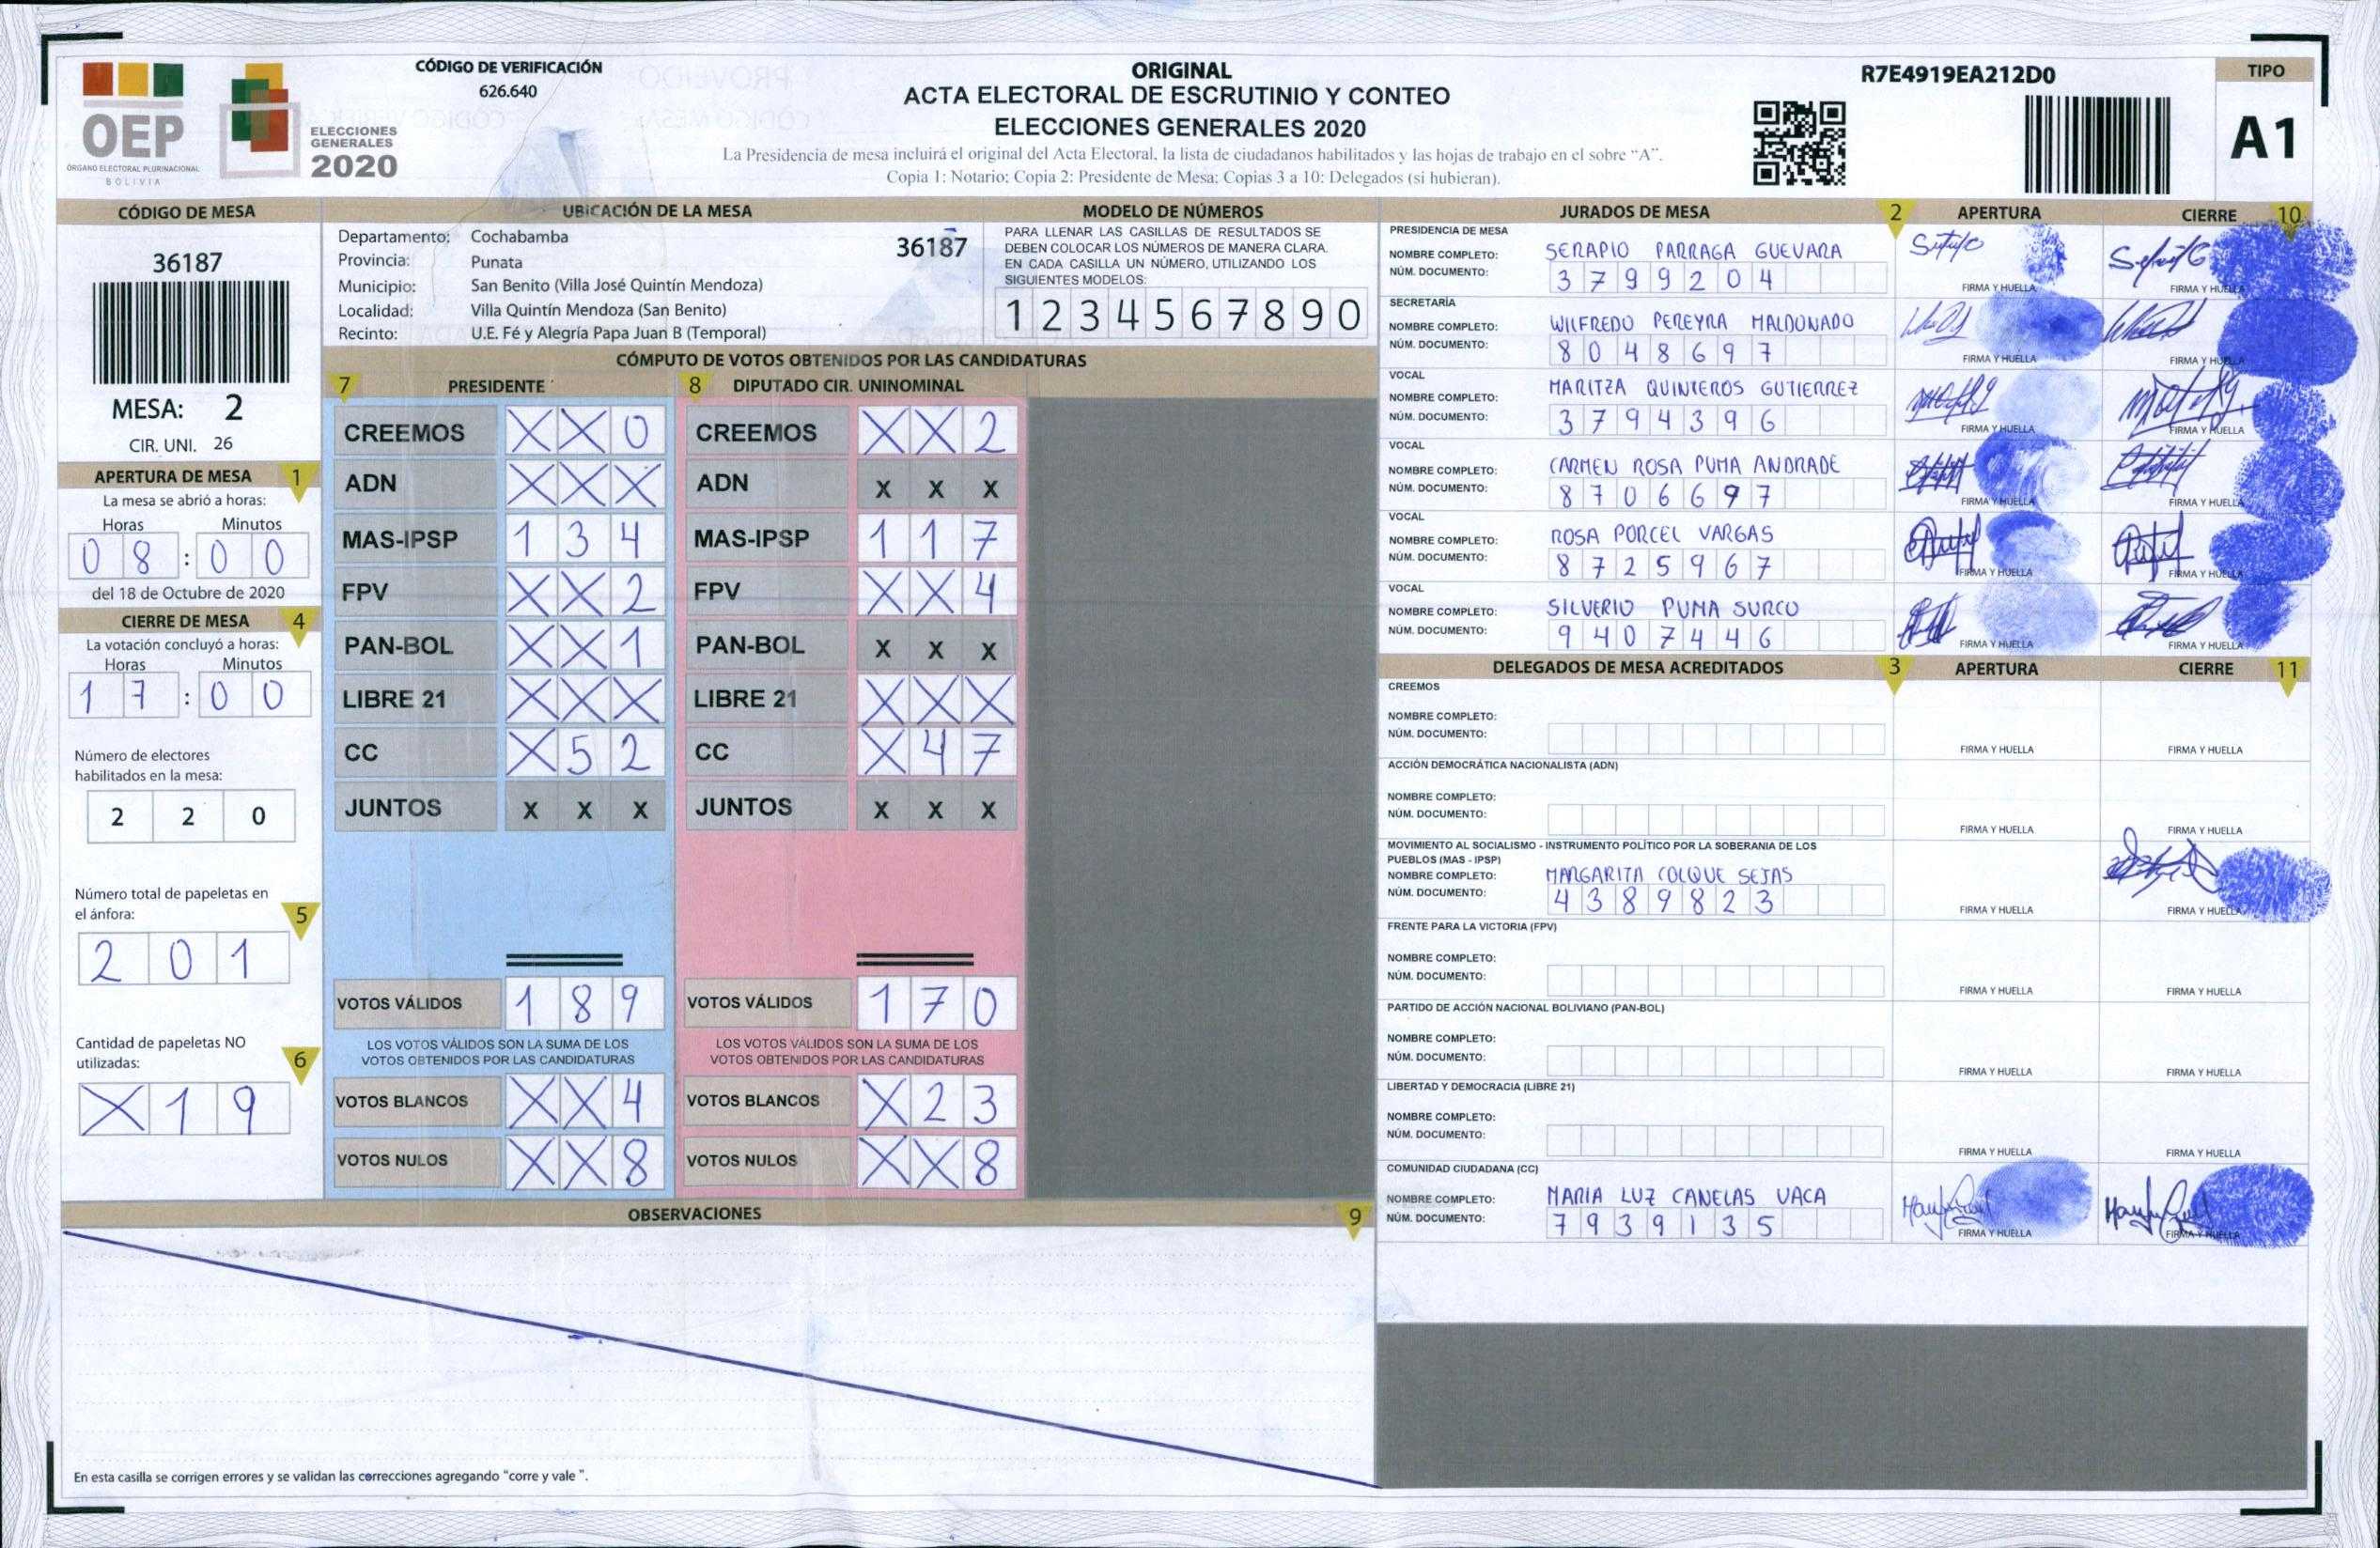 OEP
ÓRGANO ELECTORAL PLURINACIONAL
BOLIVIA
ELECCIONES
GENERALES
2020
CÓDIGO DE VERIFICACIÓN
626.640
ORIGINAL
ACTA ELECTORAL DE ESCRUTINIO Y CONTEO
ELECCIONES GENERALES 2020
La Presidencia de mesa incluirá el original del Acta Electoral, la lista de ciudadanos habilitados y las hojas de trabajo en el sobre "A".
Copia 1: Notario; Copia 2: Presidente de Mesa; Copias 3 a 10: Delegados (si hubieran).
R7E4919EA212D0
TIPO
A1
CÓDIGO DE MESA
36187
MESA: 2
CIR. UNI. 26
APERTURA DE MESA 1
La mesa se abrió a horas:
Horas Minutos
0 8 : 0 0
del 18 de Octubre de 2020
CIERRE DE MESA 4
La votación concluyó a horas:
Horas Minutos
1 7 : 0 0
Número de electores
habilitados en la mesa:
2 2 0
Número total de papeletas en
el ánfora: 5
2 0 1
Cantidad de papeletas NO
utilizadas: 6
X 1 9
UBICACIÓN DE LA MESA
Departamento: Cochabamba 36187
Provincia: Punata
Municipio: San Benito (Villa José Quintín Mendoza)
Localidad: Villa Quintín Mendoza (San Benito)
Recinto: U.E. Fé y Alegría Papa Juan B (Temporal)
MODELO DE NÚMEROS
PARA LLENAR LAS CASILLAS DE RESULTADOS SE
DEBEN COLOCAR LOS NÚMEROS DE MANERA CLARA.
EN CADA CASILLA UN NÚMERO, UTILIZANDO LOS
SIGUIENTES MODELOS:
1 2 3 4 5 6 7 8 9 0
CÓMPUTO DE VOTOS OBTENIDOS POR LAS CANDIDATURAS
7 PRESIDENTE 8 DIPUTADO CIR. UNINOMINAL
CREEMOS X X 0 CREEMOS X X 2
ADN X X X ADN X X X
MAS-IPSP 1 3 4 MAS-IPSP 1 1 7
FPV X X 2 FPV X X 4
PAN-BOL X X 1 PAN-BOL X X X
LIBRE 21 X X X LIBRE 21 X X X
CC X 5 2 CC X 4 7
JUNTOS X X X JUNTOS X X X
VOTOS VÁLIDOS 1 8 9 VOTOS VÁLIDOS 1 7 0
LOS VOTOS VÁLIDOS SON LA SUMA DE LOS LOS VOTOS VÁLIDOS SON LA SUMA DE LOS
VOTOS OBTENIDOS POR LAS CANDIDATURAS VOTOS OBTENIDOS POR LAS CANDIDATURAS
VOTOS BLANCOS X X 4 VOTOS BLANCOS X 2 3
VOTOS NULOS X X 8 VOTOS NULOS X X 8
OBSERVACIONES 9
En esta casilla se corrigen errores y se validan las correcciones agregando "corre y vale ".
JURADOS DE MESA 2 APERTURA CIERRE 10
PRESIDENCIA DE MESA
NOMBRE COMPLETO: SERAPIO PARRAGA GUEVARA
NÚM. DOCUMENTO: 3 7 9 9 2 0 4
FIRMA Y HUELLA FIRMA Y HUELLA
SECRETARÍA
NOMBRE COMPLETO: WILFREDO PEREYRA MALDONADO
NÚM. DOCUMENTO: 8 0 4 8 6 9 7
FIRMA Y HUELLA FIRMA Y HUELLA
VOCAL
NOMBRE COMPLETO: MARITZA QUINTEROS GUTIERREZ
NÚM. DOCUMENTO: 3 7 9 4 3 9 6
FIRMA Y HUELLA FIRMA Y HUELLA
VOCAL
NOMBRE COMPLETO: CARMEN ROSA PUMA ANDRADE
NÚM. DOCUMENTO: 8 7 0 6 6 9 7
FIRMA Y HUELLA FIRMA Y HUELLA
VOCAL
NOMBRE COMPLETO: ROSA PORCEL VARGAS
NÚM. DOCUMENTO: 8 7 2 5 9 6 7
FIRMA Y HUELLA FIRMA Y HUELLA
VOCAL
NOMBRE COMPLETO: SILVERIO PUMA SURCO
NÚM. DOCUMENTO: 9 4 0 7 4 4 6
FIRMA Y HUELLA FIRMA Y HUELLA
DELEGADOS DE MESA ACREDITADOS 3 APERTURA CIERRE 11
CREEMOS
NOMBRE COMPLETO:
NÚM. DOCUMENTO:
FIRMA Y HUELLA FIRMA Y HUELLA
ACCIÓN DEMOCRÁTICA NACIONALISTA (ADN)
NOMBRE COMPLETO:
NÚM. DOCUMENTO:
FIRMA Y HUELLA FIRMA Y HUELLA
MOVIMIENTO AL SOCIALISMO - INSTRUMENTO POLÍTICO POR LA SOBERANIA DE LOS
PUEBLOS (MAS - IPSP)
NOMBRE COMPLETO: MARGARITA COLQUE SEJAS
NÚM. DOCUMENTO: 4 3 8 9 8 2 3
FIRMA Y HUELLA FIRMA Y HUELLA
FRENTE PARA LA VICTORIA (FPV)
NOMBRE COMPLETO:
NÚM. DOCUMENTO:
FIRMA Y HUELLA FIRMA Y HUELLA
PARTIDO DE ACCIÓN NACIONAL BOLIVIANO (PAN-BOL)
NOMBRE COMPLETO:
NÚM. DOCUMENTO:
FIRMA Y HUELLA FIRMA Y HUELLA
LIBERTAD Y DEMOCRACIA (LIBRE 21)
NOMBRE COMPLETO:
NÚM. DOCUMENTO:
FIRMA Y HUELLA FIRMA Y HUELLA
COMUNIDAD CIUDADANA (CC)
NOMBRE COMPLETO: MARIA LUZ CANELAS VACA
NÚM. DOCUMENTO: 7 9 3 9 1 3 5
FIRMA Y HUELLA FIRMA Y HUELLA